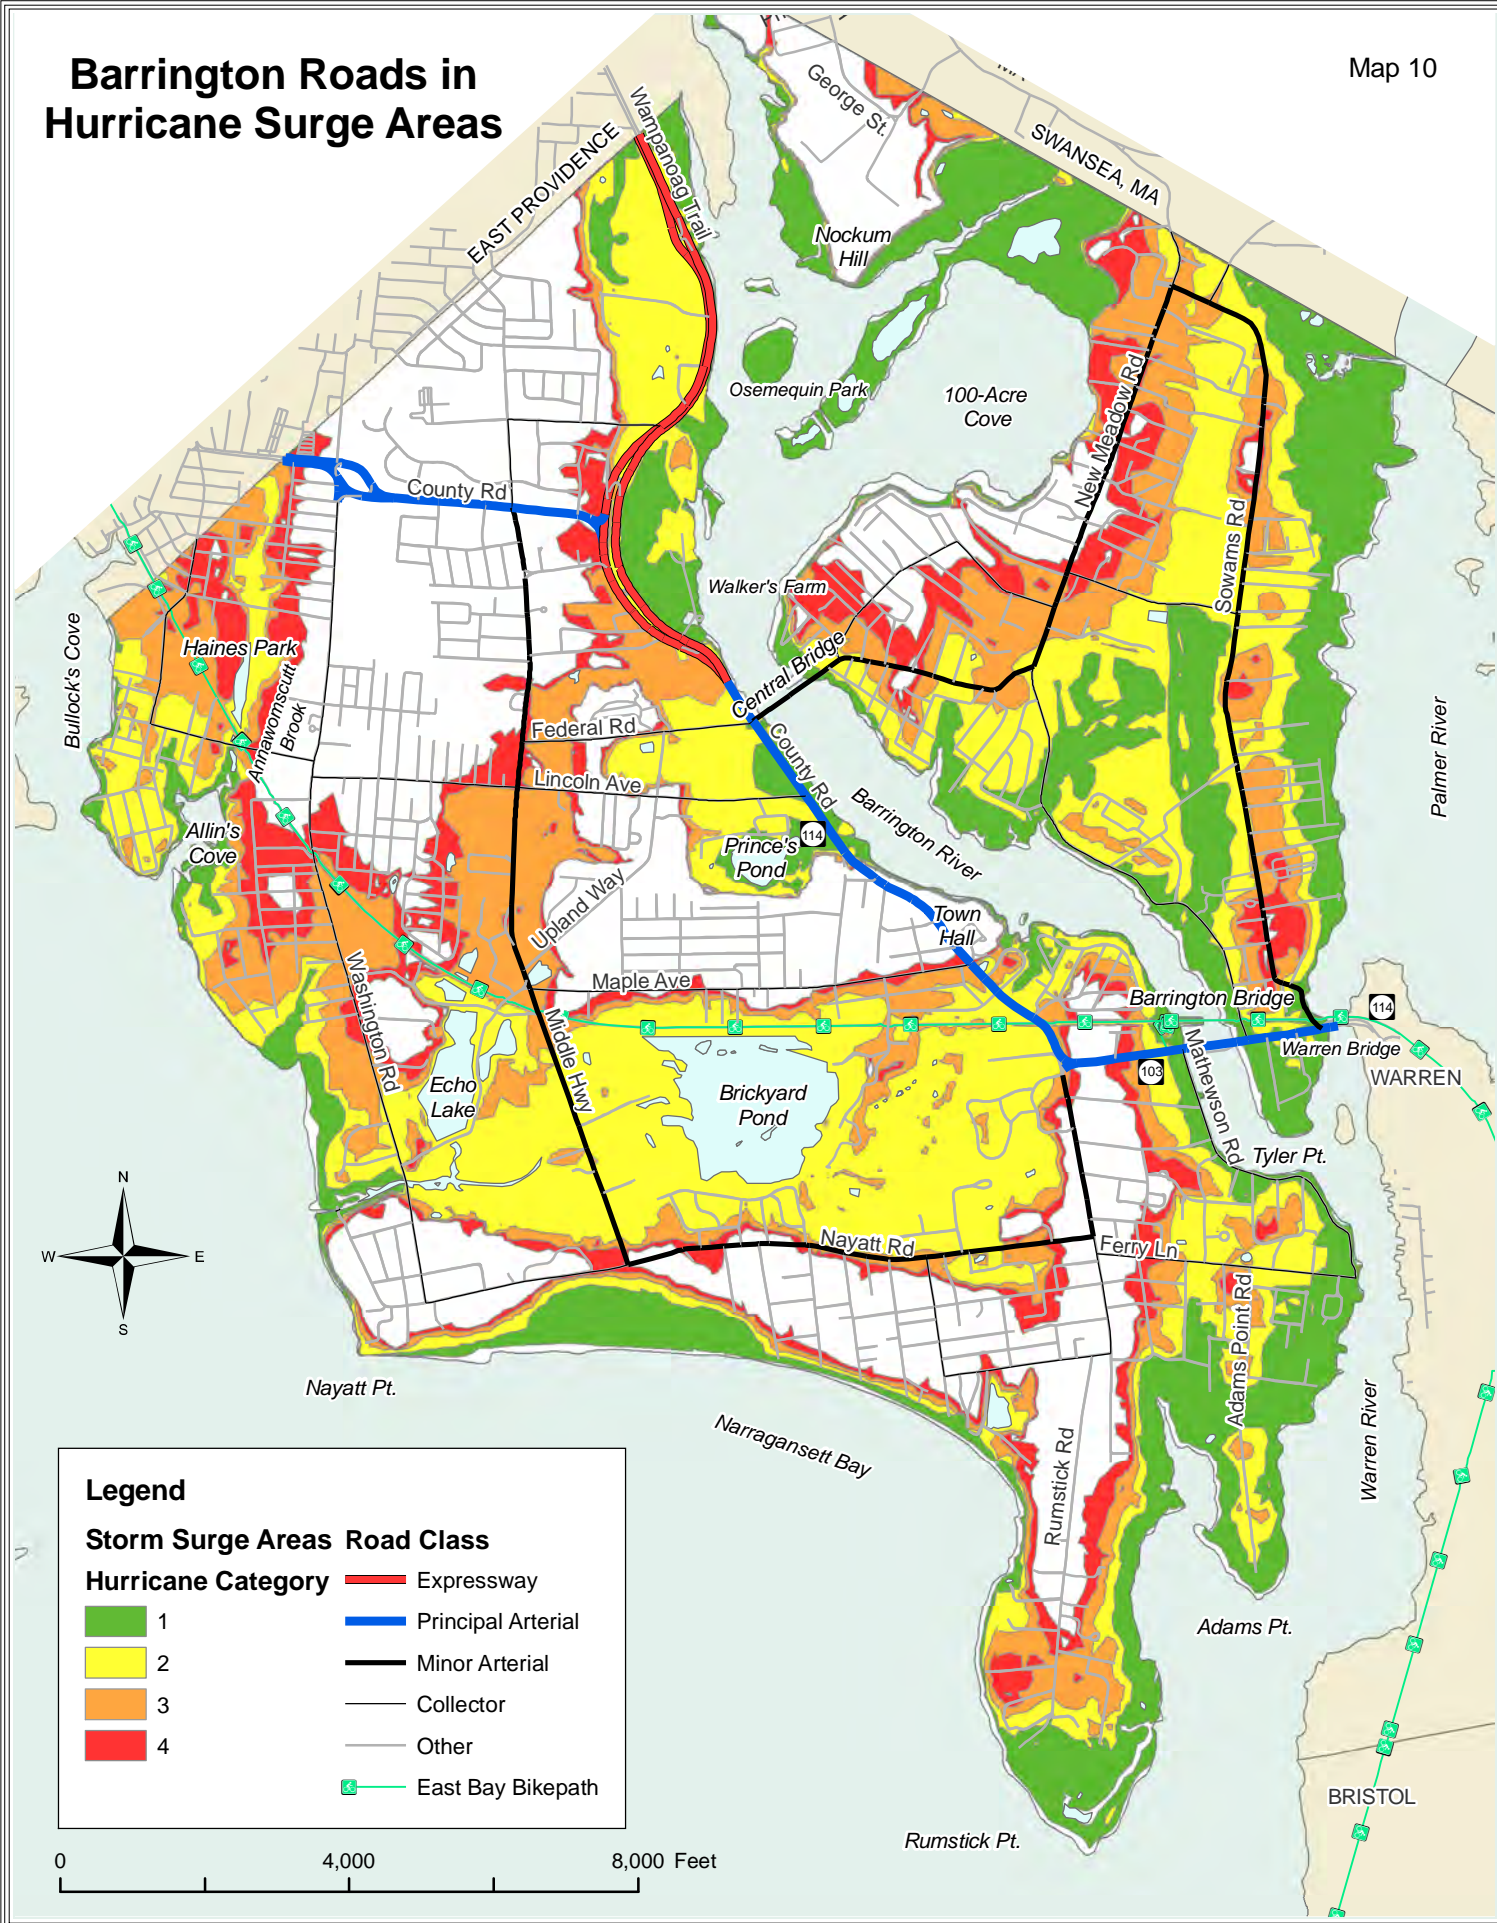 Barrington Roads in
Hurricane Surge Areas
Map 10
EAST PROVIDENCE
Wampanoag Trail
George St.
MA
SWANSEA, MA
Nockum
Hill
Osemequin Park
100-Acre
Cove
New Meadow Rd
Sowams Rd
County Rd
Walker's Farm
Central Bridge
Bullock's Cove
Haines Park
Annawomscutt
Brook
Federal Rd
Lincoln Ave
County Rd
114
Barrington River
Palmer River
Allin's
Cove
Prince's
Pond
Upland Way
Town
Hall
Maple Ave
Washington Rd
Middle Hwy
Barrington Bridge
114
Warren Bridge
WARREN
103
Mathewson Rd
Echo
Lake
Brickyard
Pond
Tyler Pt.
Nayatt Rd
Ferry Ln
Adams Point Rd
N
W
E
S
Nayatt Pt.
Narragansett Bay
Rumstick Rd
Warren River
Adams Pt.
Rumstick Pt.
BRISTOL
Legend
Storm Surge Areas
Hurricane Category
1
2
3
4
Road Class
Expressway
Principal Arterial
Minor Arterial
Collector
Other
East Bay Bikepath
0
4,000
8,000 Feet